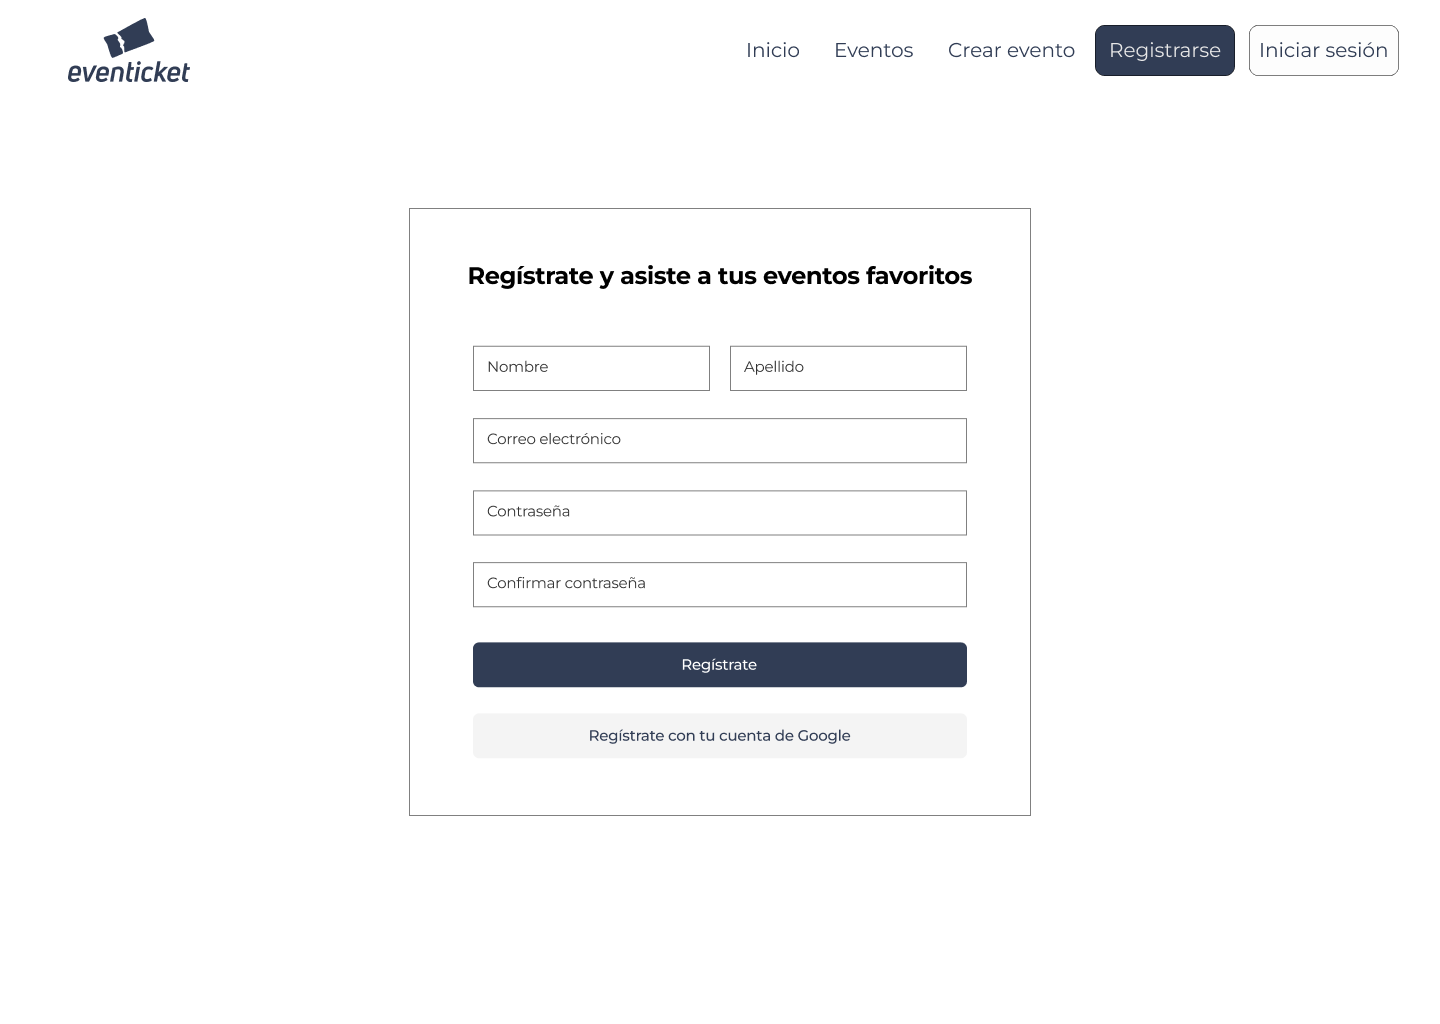 eventicket
Inicio Eventos Crear evento Registrarse Iniciar sesión
Regístrate y asiste a tus eventos favoritos
Nombre Apellido
Correo electrónico
Contraseña
Confirmar contraseña
Regístrate
Regístrate con tu cuenta de Google